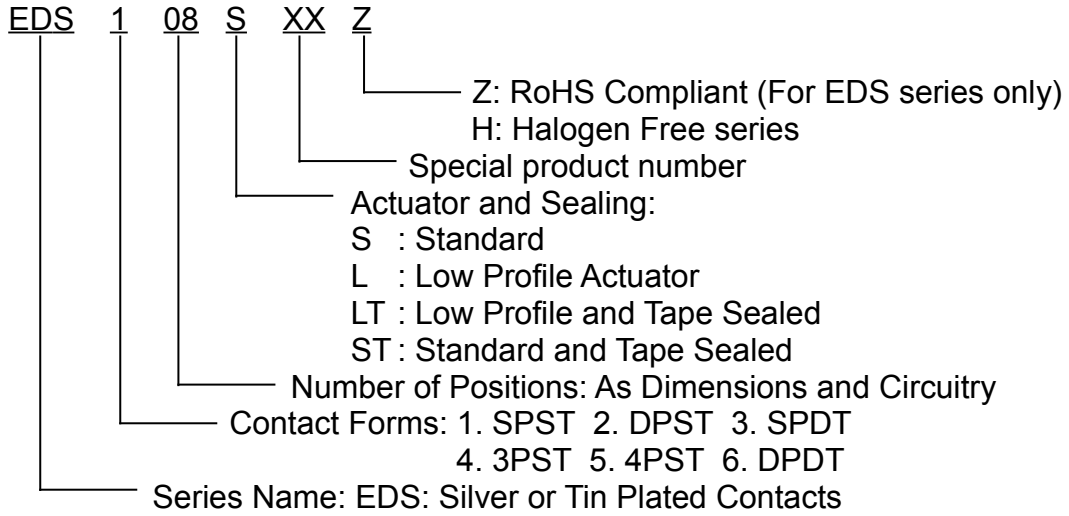 EDS 1 08 S XX Z
Z: RoHS Compliant (For EDS series only)
H: Halogen Free series
Special product number
Actuator and Sealing:
S : Standard
L : Low Profile Actuator
LT : Low Profile and Tape Sealed
ST : Standard and Tape Sealed
Number of Positions: As Dimensions and Circuitry
Contact Forms: 1. SPST 2. DPST 3. SPDT
4. 3PST 5. 4PST 6. DPDT
Series Name: EDS: Silver or Tin Plated Contacts